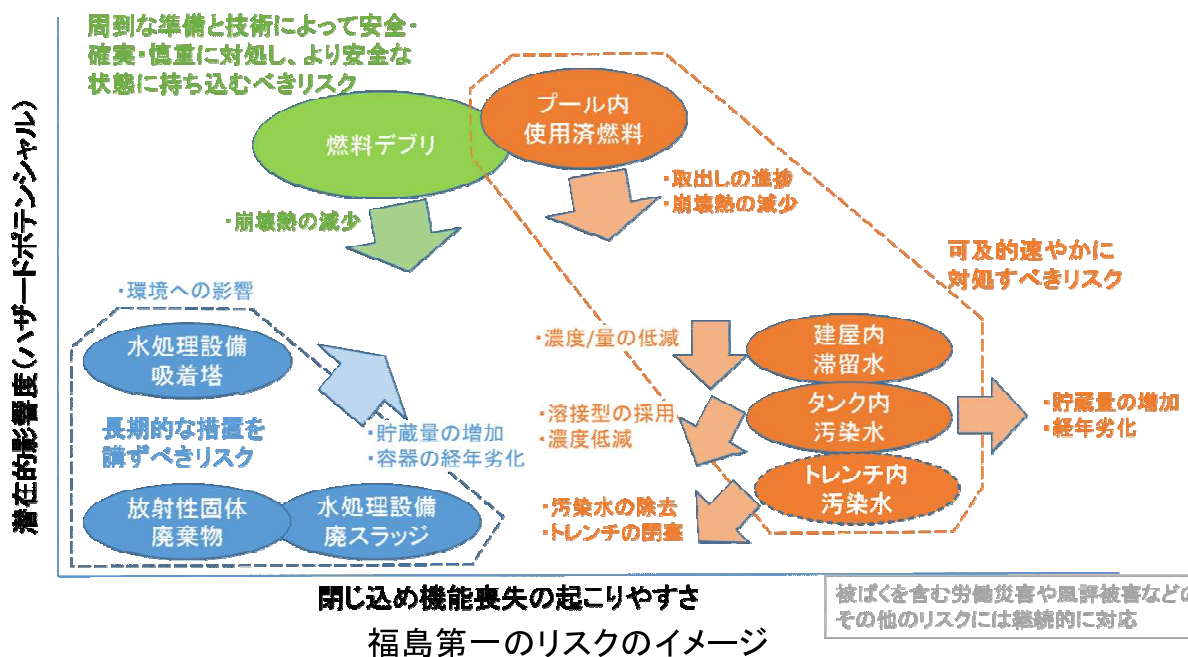 周到な準備と技術によって安全・
確実・慎重に対処し、より安全な
状態に持ち込むべきリスク
プール内
使用済燃料
燃料デブリ
・取出しの進捗
・崩壊熱の減少
・崩壊熱の減少
可及的速やかに
対処すべきリスク
・環境への影響
水処理設備
吸着塔
・濃度/量の低減
建屋内
滞留水
長期的な措置を
講ずべきリスク
・貯蔵量の増加
・容器の経年劣化
・溶接型の採用
・濃度低減
タンク内
汚染水
・貯蔵量の増加
・経年劣化
トレンチ内
汚染水
放射性固体
廃棄物
水処理設備
廃スラッジ
・汚染水の除去
・トレンチの閉塞
潜在的影響度(ハザードポテンシャル)
閉じ込め機能喪失の起こりやすさ
被ばくを含む労働災害や風評被害などの
その他のリスクには継続的に対応
福島第一のリスクのイメージ